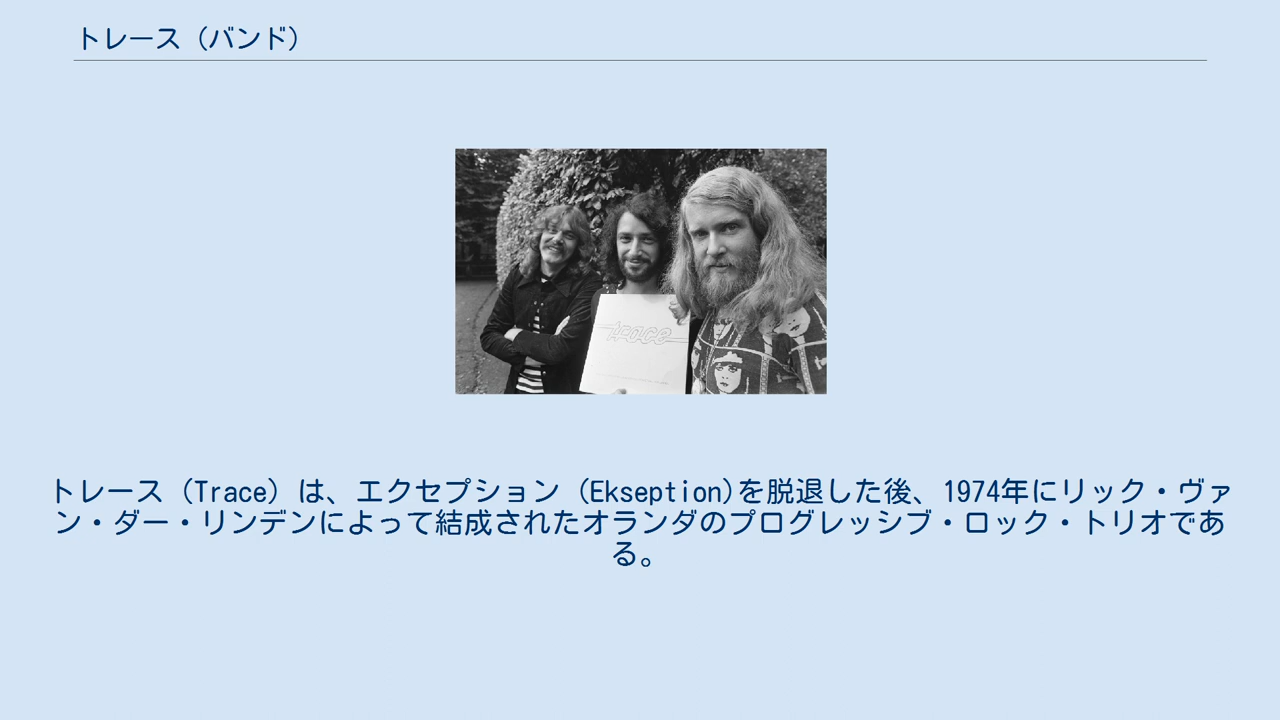 トレース（バンド）
trace
トレース（Trace）は、エクセプション（Ekseption)を脱退した後、1974年にリック・ヴァ
ン・ダー・リンデンによって結成されたオランダのプログレッシブ・ロック・トリオであ
る。